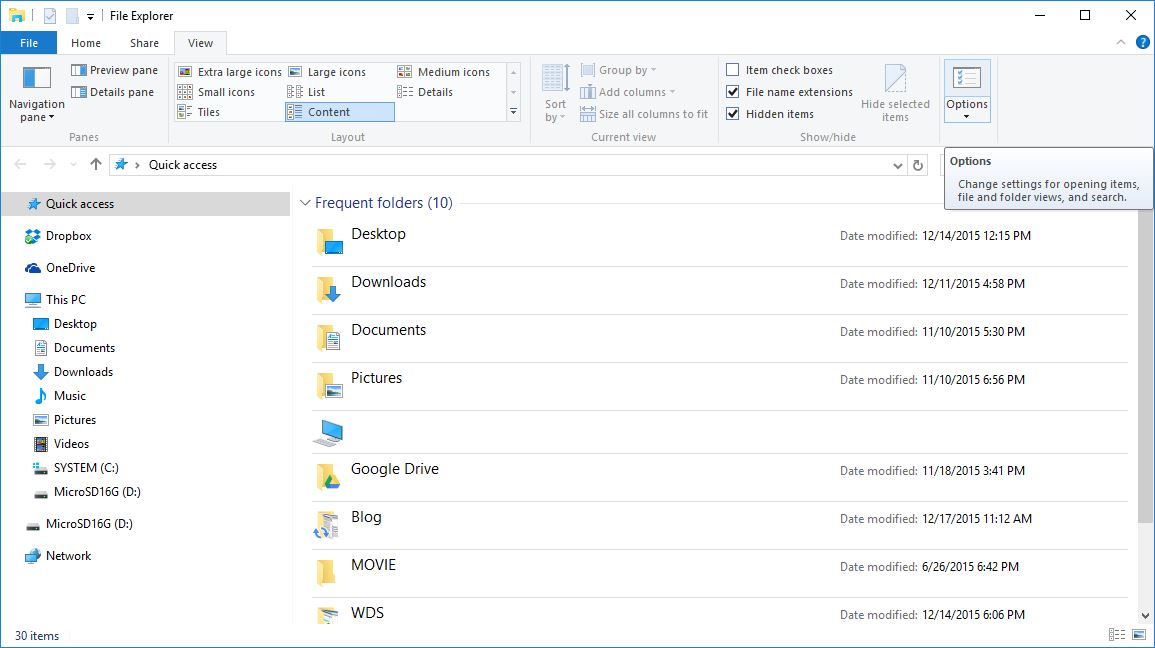 File Explorer
File Home Share View
Navigation pane
Preview pane
Details pane
Panes
Extra large icons Large icons Medium icons
Small icons List Details
Tiles Content
Layout
Sort by
Group by
Add columns
Size all columns to fit
Current view
Item check boxes
File name extensions
Hidden items
Hide selected items
Show/hide
Options
Quick access
Options
Change settings for opening items,
file and folder views, and search.
Quick access
Dropbox
OneDrive
This PC
Desktop
Documents
Downloads
Music
Pictures
Videos
SYSTEM (C:)
MicroSD16G (D:)
MicroSD16G (D:)
Network
Frequent folders (10)
Desktop Date modified: 12/14/2015 12:15 PM
Downloads Date modified: 12/11/2015 4:58 PM
Documents Date modified: 11/10/2015 5:30 PM
Pictures Date modified: 11/10/2015 6:56 PM
Google Drive Date modified: 11/18/2015 3:41 PM
Blog Date modified: 12/17/2015 11:12 AM
MOVIE Date modified: 6/26/2015 6:42 PM
WDS Date modified: 12/14/2015 6:06 PM
30 items